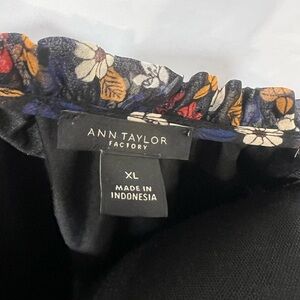 ANN TAYLOR
FACTORY
XL
MADE IN
INDONESIA